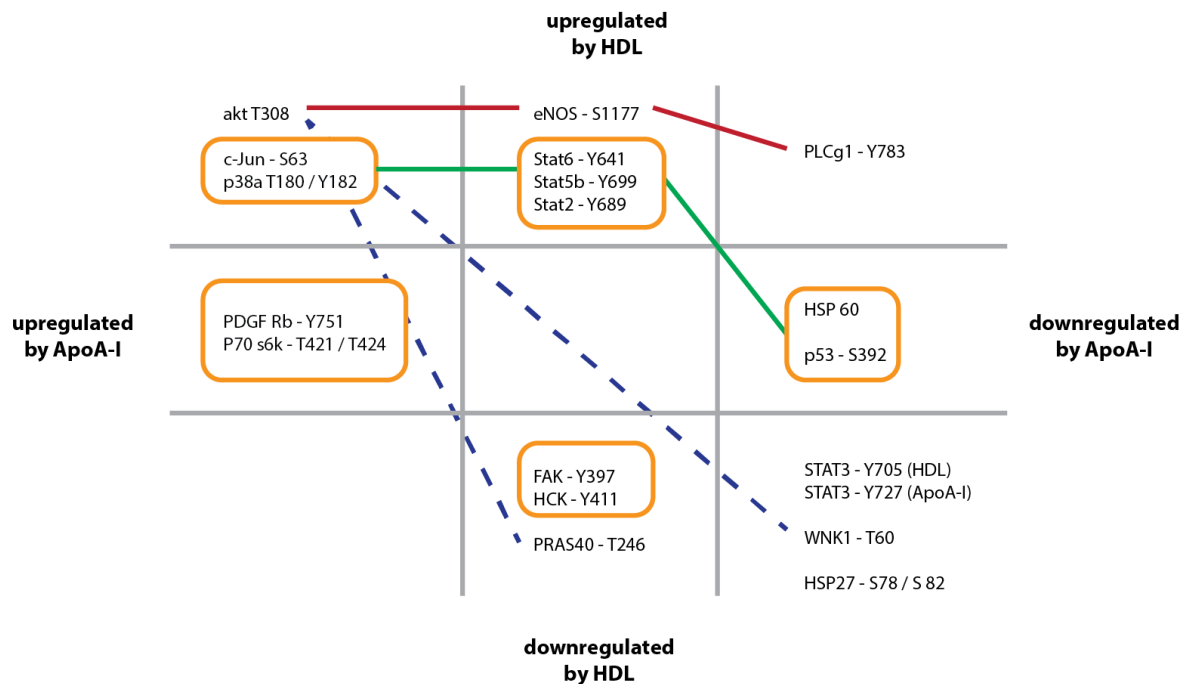 upregulated
by HDL
akt T308
eNOS - S1177
PLCg1 - Y783
c-Jun - S63
p38a T180 / Y182
Stat6 - Y641
Stat5b - Y699
Stat2 - Y689
upregulated
by ApoA-I
PDGF Rb - Y751
P70 s6k - T421 / T424
HSP 60
p53 - S392
downregulated
by ApoA-I
FAK - Y397
HCK - Y411
PRAS40 - T246
STAT3 - Y705 (HDL)
STAT3 - Y727 (ApoA-I)
WNK1 - T60
HSP27 - S78 / S 82
downregulated
by HDL